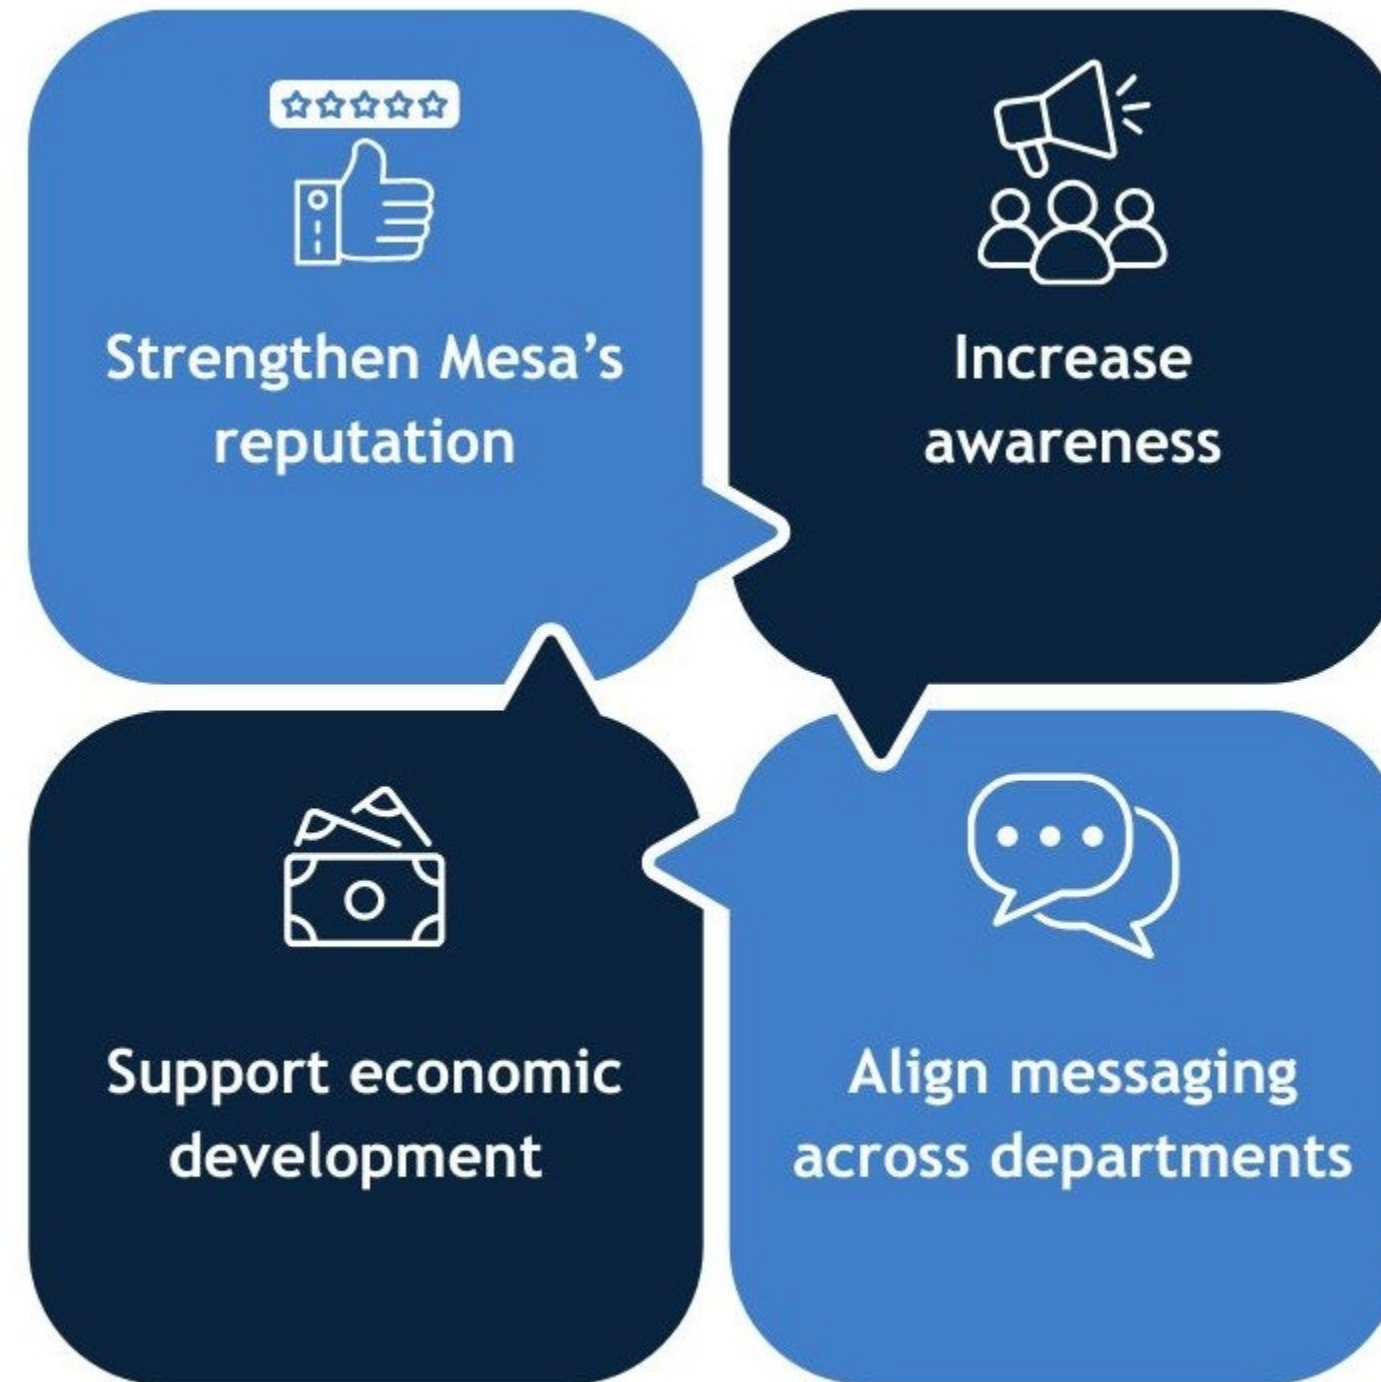 Strengthen Mesa’s
reputation
Increase
awareness
Support economic
development
Align messaging
across departments